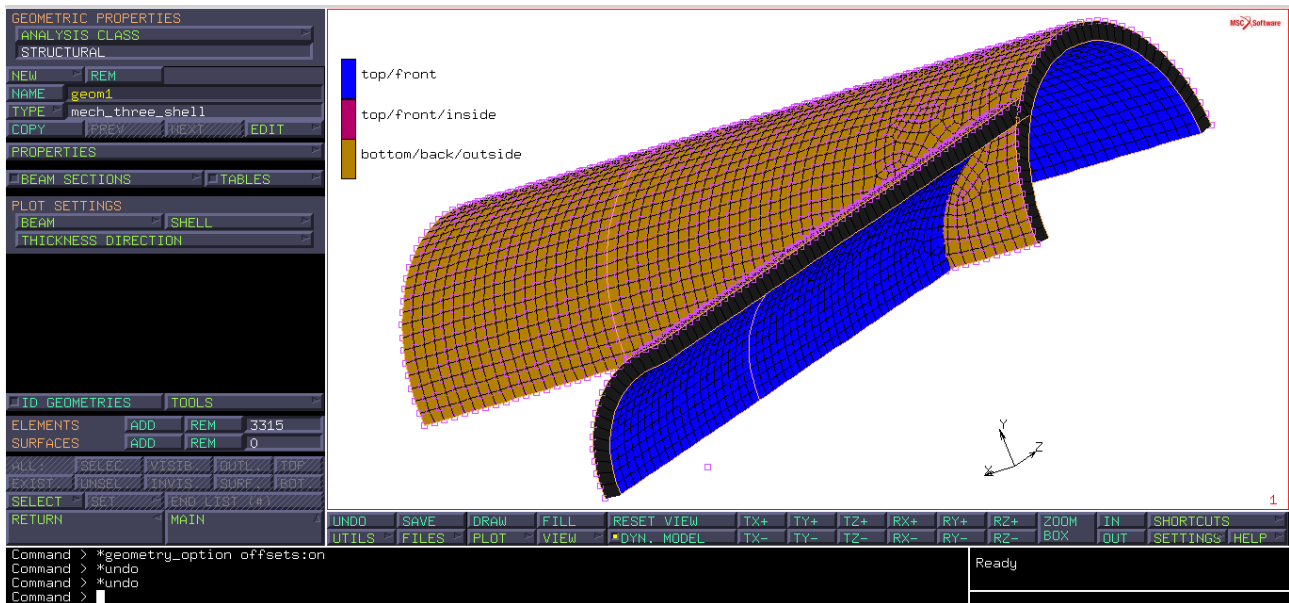 GEOMETRIC PROPERTIES
ANALYSIS CLASS
STRUCTURAL
NEW REM
NAME geom1
TYPE mech_three_shell
COPY PREV NEXT EDIT
PROPERTIES
BEAM SECTIONS TABLES
PLOT SETTINGS
BEAM SHELL
THICKNESS DIRECTION
ID GEOMETRIES TOOLS
ELEMENTS ADD REM 3315
SURFACES ADD REM 0
ALL: SELEC. VISIB. OUTL. TOP
EXIST. UNSEL. INVIS. SURF. BOT
SELECT SET END LIST (#)
RETURN MAIN
MSC Software
top/front
top/front/inside
bottom/back/outside
Y
Z
X
1
UNDO SAVE DRAW FILL RESET VIEW TX+ TY+ TZ+ RX+ RY+ RZ+ ZOOM BOX IN SHORTCUTS
UTILS FILES PLOT VIEW DYN. MODEL TX- TY- TZ- RX- RY- RZ- OUT SETTINGS HELP
Command > *geometry_option offsets:on
Command > *undo
Command > *undo
Command >
Ready